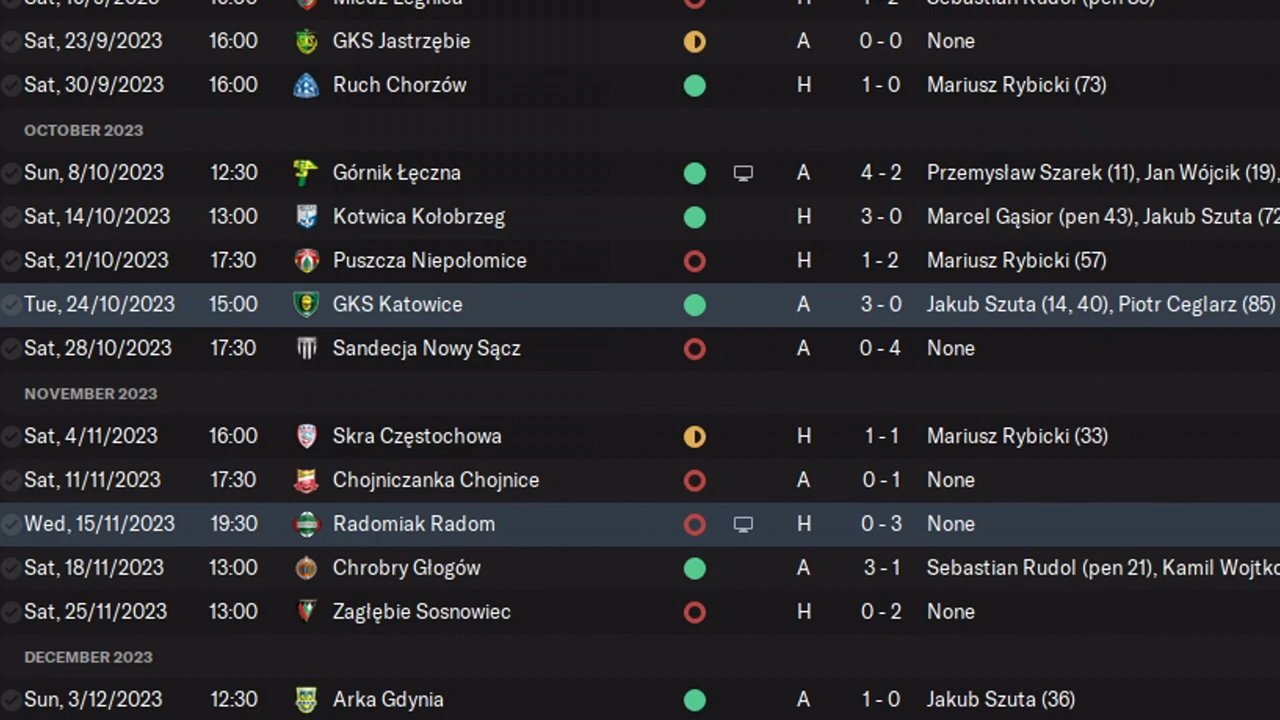 Sat, 23/9/2023 16:00 GKS Jastrzębie A 0 - 0 None
Sat, 30/9/2023 16:00 Ruch Chorzów H 1 - 0 Mariusz Rybicki (73)
OCTOBER 2023
Sun, 8/10/2023 12:30 Górnik Łęczna A 4 - 2 Przemysław Szarek (11), Jan Wójcik (19),
Sat, 14/10/2023 13:00 Kotwica Kołobrzeg H 3 - 0 Marcel Gąsior (pen 43), Jakub Szuta (72
Sat, 21/10/2023 17:30 Puszcza Niepołomice H 1 - 2 Mariusz Rybicki (57)
Tue, 24/10/2023 15:00 GKS Katowice A 3 - 0 Jakub Szuta (14, 40), Piotr Ceglarz (85)
Sat, 28/10/2023 17:30 Sandecja Nowy Sącz A 0 - 4 None
NOVEMBER 2023
Sat, 4/11/2023 16:00 Skra Częstochowa H 1 - 1 Mariusz Rybicki (33)
Sat, 11/11/2023 17:30 Chojniczanka Chojnice A 0 - 1 None
Wed, 15/11/2023 19:30 Radomiak Radom H 0 - 3 None
Sat, 18/11/2023 13:00 Chrobry Głogów A 3 - 1 Sebastian Rudol (pen 21), Kamil Wojtko
Sat, 25/11/2023 13:00 Zagłębie Sosnowiec H 0 - 2 None
DECEMBER 2023
Sun, 3/12/2023 12:30 Arka Gdynia A 1 - 0 Jakub Szuta (36)